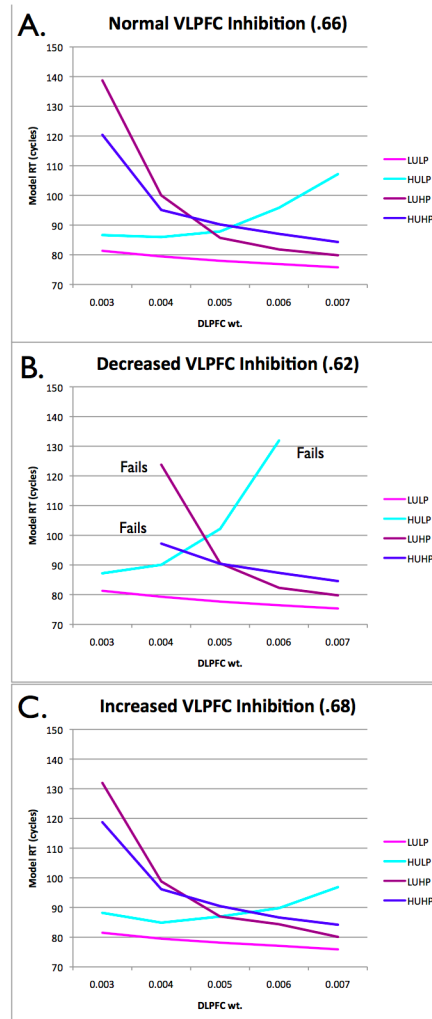 A.
Normal VLPFC Inhibition (.66)
150
140
130
120
110
100
90
80
70
Model RT (cycles)
0.003 0.004 0.005 0.006 0.007
DLPFC wt.
LULP
HULP
LUHP
HUHP
B.
Decreased VLPFC Inhibition (.62)
150
140
130
120
110
100
90
80
70
Model RT (cycles)
Fails
Fails
Fails
0.003 0.004 0.005 0.006 0.007
DLPFC wt.
LULP
HULP
LUHP
HUHP
C.
Increased VLPFC Inhibition (.68)
150
140
130
120
110
100
90
80
70
Model RT (cycles)
0.003 0.004 0.005 0.006 0.007
DLPFC wt.
LULP
HULP
LUHP
HUHP